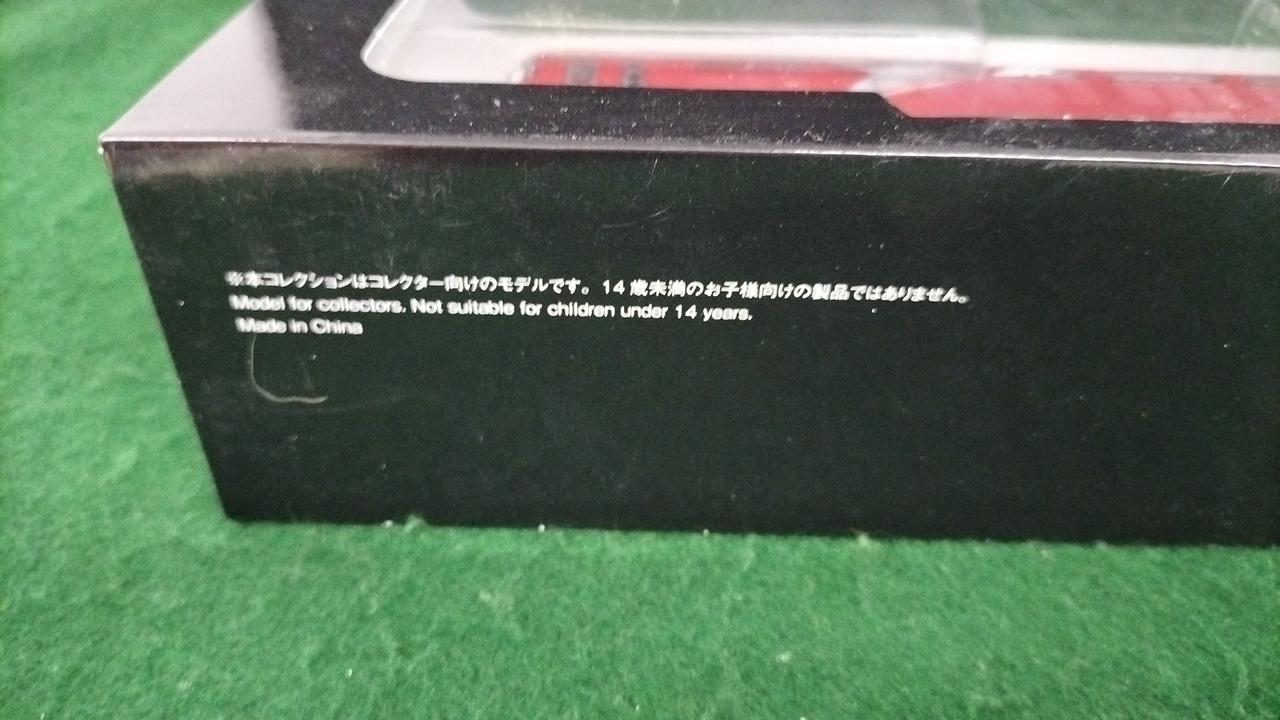 ※本コレクションはコレクター向けのモデルです。14歳未満のお子様向けの製品ではありません。
Model for collectors. Not suitable for children under 14 years.
Made in China